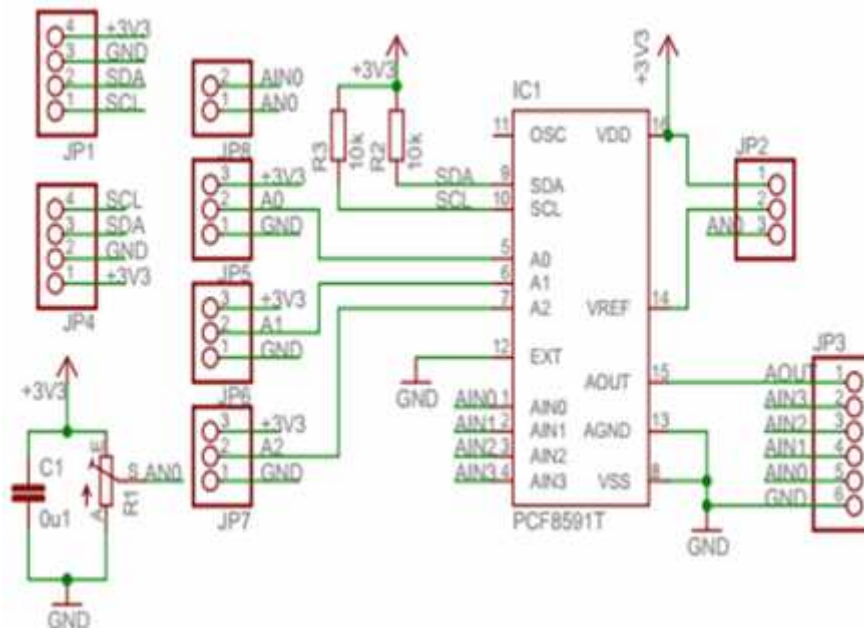 4 +3V3
3 GND
2 SDA
1 SCL
JP1
4 SCL
3 SDA
2 GND
1 +3V3
JP4
+3V3
C1
0u1
E
S
A
R1
AN0
GND
2 AIN0
1 AN0
JP8
3 +3V3
2 A0
1 GND
JP5
3 +3V3
2 A1
1 GND
JP6
3 +3V3
2 A2
1 GND
JP7
+3V3
R3
10k
R2
10k
SDA
SCL
GND
AIN0
AIN1
AIN2
AIN3
IC1
11 OSC
9 SDA
10 SCL
5 A0
6 A1
7 A2
12 EXT
1 AIN0
2 AIN1
3 AIN2
4 AIN3
VDD 16
VREF 14
AOUT 15
AGND 13
VSS 8
PCF8591T
+3V3
GND
JP2
1
2
AN0 3
JP3
AOUT 1
AIN3 2
AIN2 3
AIN1 4
AIN0 5
GND 6